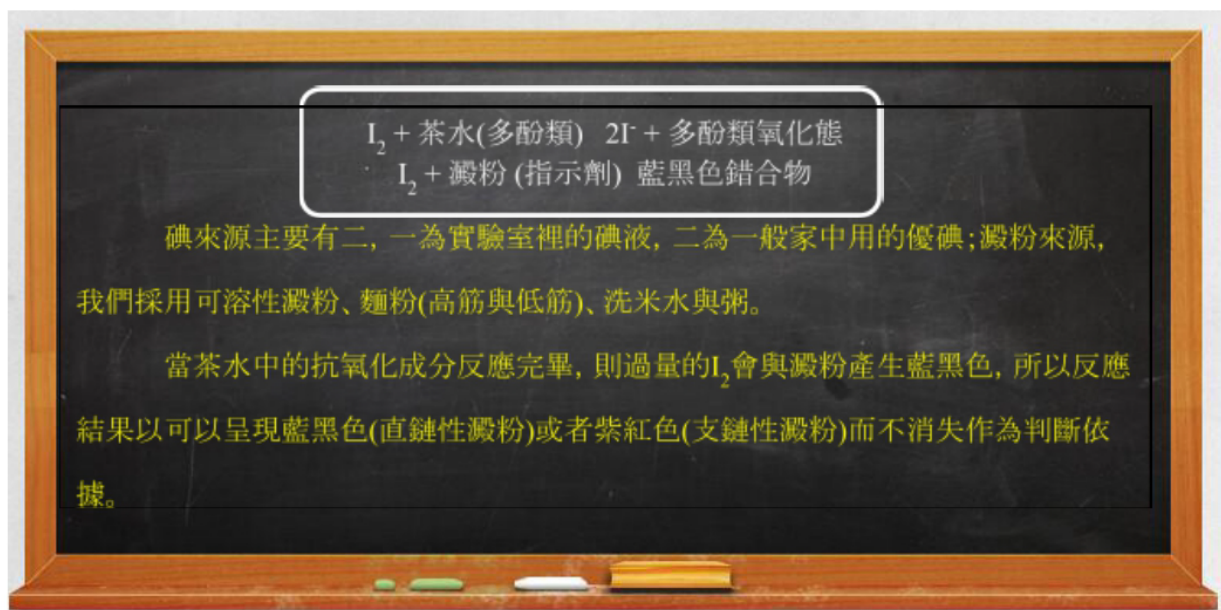 I₂ + 茶水(多酚類) 2I⁻ + 多酚類氧化態
I₂ + 澱粉 (指示劑) 藍黑色錯合物
碘來源主要有二, 一為實驗室裡的碘液, 二為一般家中用的優碘;澱粉來源,
我們採用可溶性澱粉、麵粉(高筋與低筋)、洗米水與粥。
當茶水中的抗氧化成分反應完畢, 則過量的I₂會與澱粉產生藍黑色, 所以反應
結果以可以呈現藍黑色(直鏈性澱粉)或者紫紅色(支鏈性澱粉)而不消失作為判斷依
據。